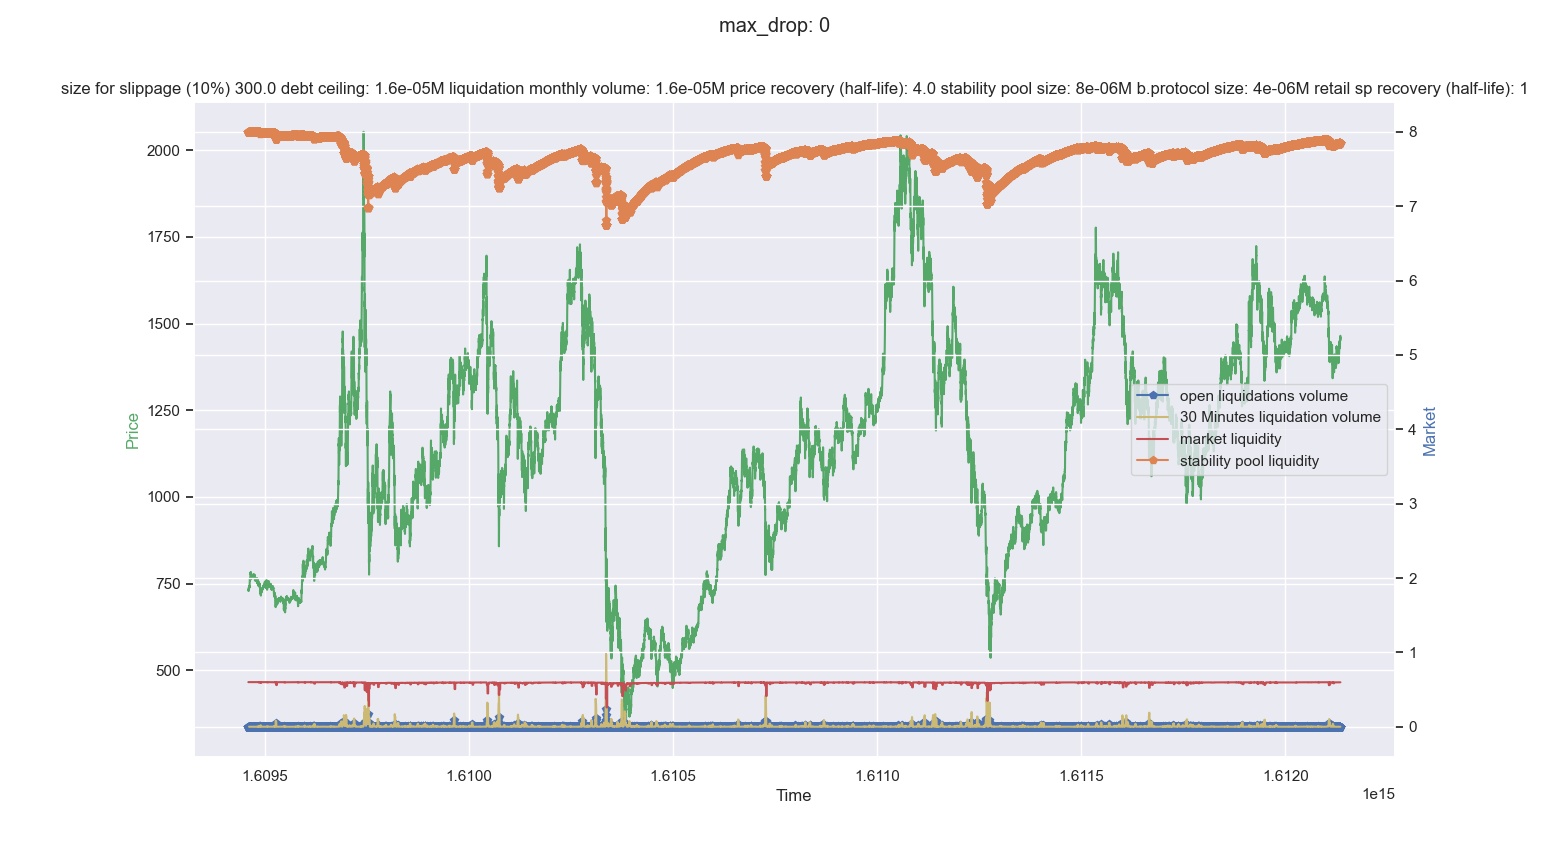 max_drop: 0
size for slippage (10%) 300.0 debt ceiling: 1.6e-05M liquidation monthly volume: 1.6e-05M price recovery (half-life): 4.0 stability pool size: 8e-06M b.protocol size: 4e-06M retail sp recovery (half-life): 1
2000
1750
1500
1250
1000
750
500
Price
8
7
6
5
4
3
2
1
0
Market
open liquidations volume
30 Minutes liquidation volume
market liquidity
stability pool liquidity
1.6095 1.6100 1.6105 1.6110 1.6115 1.6120
1e15
Time